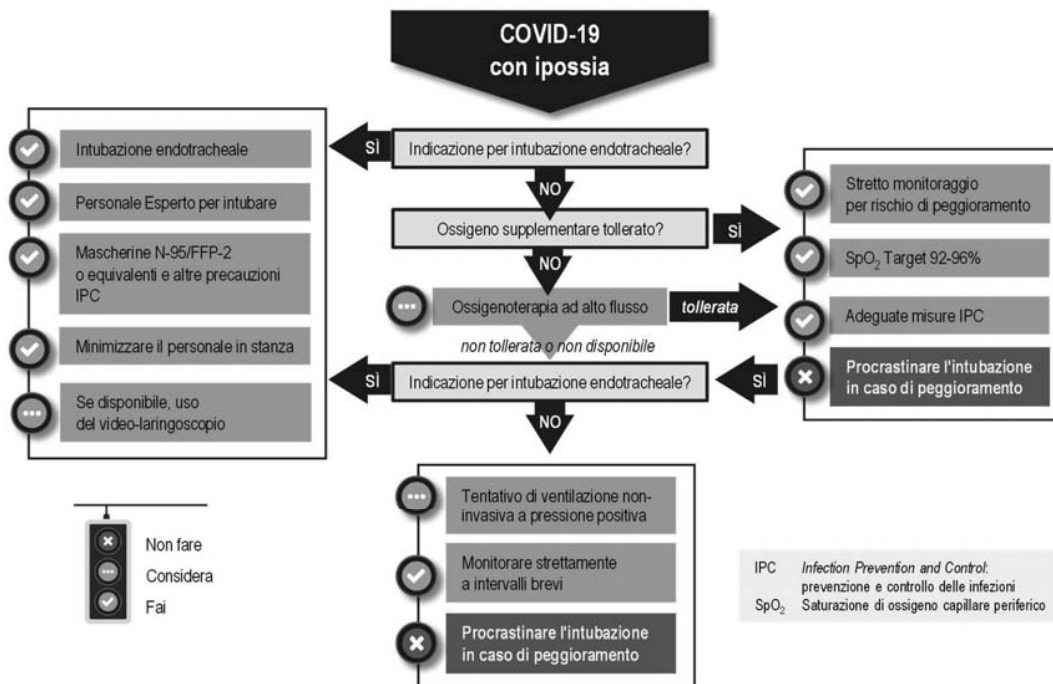 COVID-19
con ipossia
Indicazione per intubazione endotracheale?
SÌ
Intubazione endotracheale
Personale Esperto per intubare
Mascherine N-95/FFP-2
o equivalenti e altre precauzioni
IPC
Minimizzare il personale in stanza
Se disponibile, uso
del video-laringoscopio
NO
Ossigeno supplementare tollerato?
SÌ
Stretto monitoraggio
per rischio di peggioramento
SpO₂ Target 92-96%
Adeguate misure IPC
Procrastinare l'intubazione
in caso di peggioramento
NO
Ossigenoterapia ad alto flusso
tollerata
non tollerata o non disponibile
SÌ
Indicazione per intubazione endotracheale?
SÌ
NO
Tentativo di ventilazione non-
invasiva a pressione positiva
Monitorare strettamente
a intervalli brevi
Procrastinare l'intubazione
in caso di peggioramento
Non fare
Considera
Fai
IPC Infection Prevention and Control:
prevenzione e controllo delle infezioni
SpO₂ Saturazione di ossigeno capillare periferico